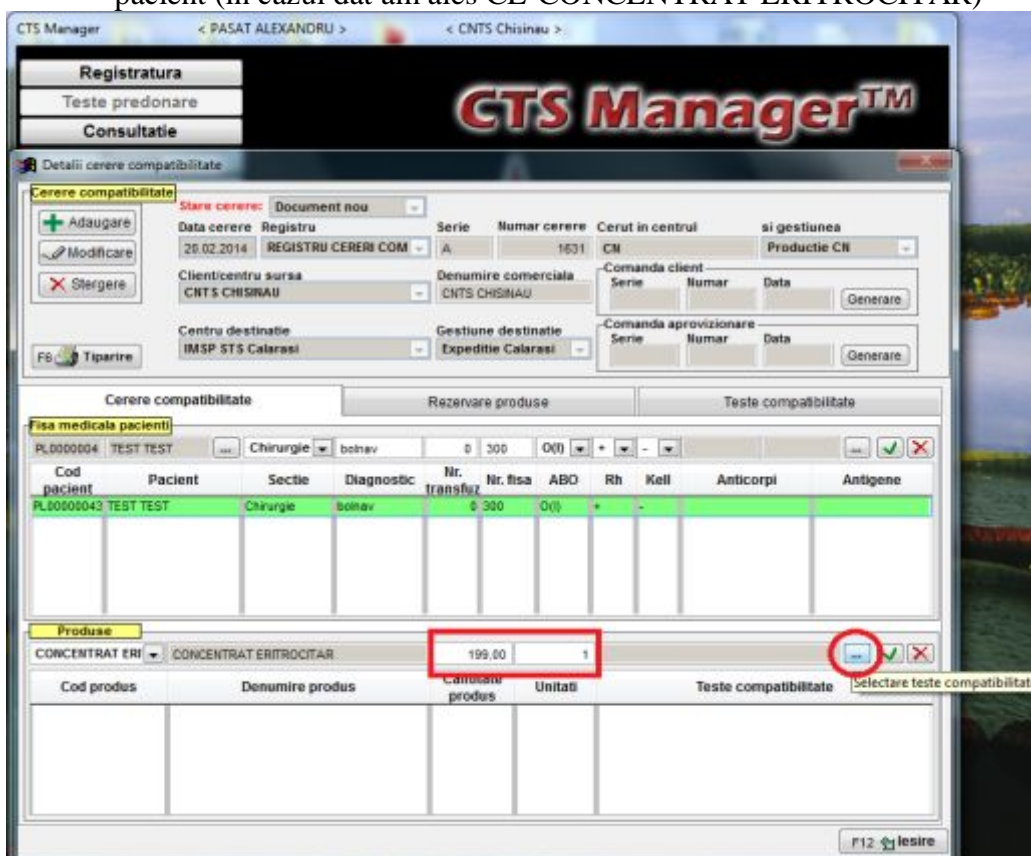 pacient (în cazul dat am ales CE-CONCENTRAT ERITROCITAR)
CTS Manager < PASAT ALEXANDRU > < CNTS Chisinau >
Registratura
Teste predonare
Consultatie
CTS Manager™
Detalii cerere compatibilitate
Cerere compatibilitate
Stare cerere: Document nou
Adaugare
Modificare
Stergere
F6 Tiparire
Data cerere Registru Serie Numar cerere Cerut in centrul si gestiunea
20.02.2014 REGISTRU CERERI COM A 1631 CN Productie CN
Client/centru sursa Denumire comerciala
CNTS CHISINAU CNTS CHISINAU
Comanda client
Serie Numar Data
Generare
Centru destinatie Gestiune destinatie
IMSP STS Calarasi Expeditie Calarasi
Comanda aprovizionare
Serie Numar Data
Generare
Cerere compatibilitate Rezervare produse Teste compatibilitate
Fisa medicala pacienti
PL0000004 TEST TEST ... Chirurgie bolnav 0 300 O(I) + - ...
Cod pacient Pacient Sectie Diagnostic Nr. transfuz Nr. fisa ABO Rh Kell Anticorpi Antigene
PL00000043 TEST TEST Chirurgie bolnav 0 300 O(I) + -
Produse
CONCENTRAT ERI CONCENTRAT ERITROCITAR 199,00 1 ...
Cod produs Denumire produs Cantitate produs Unitati Teste compatibilitate
Selectare teste compatibilitat
F12 Iesire